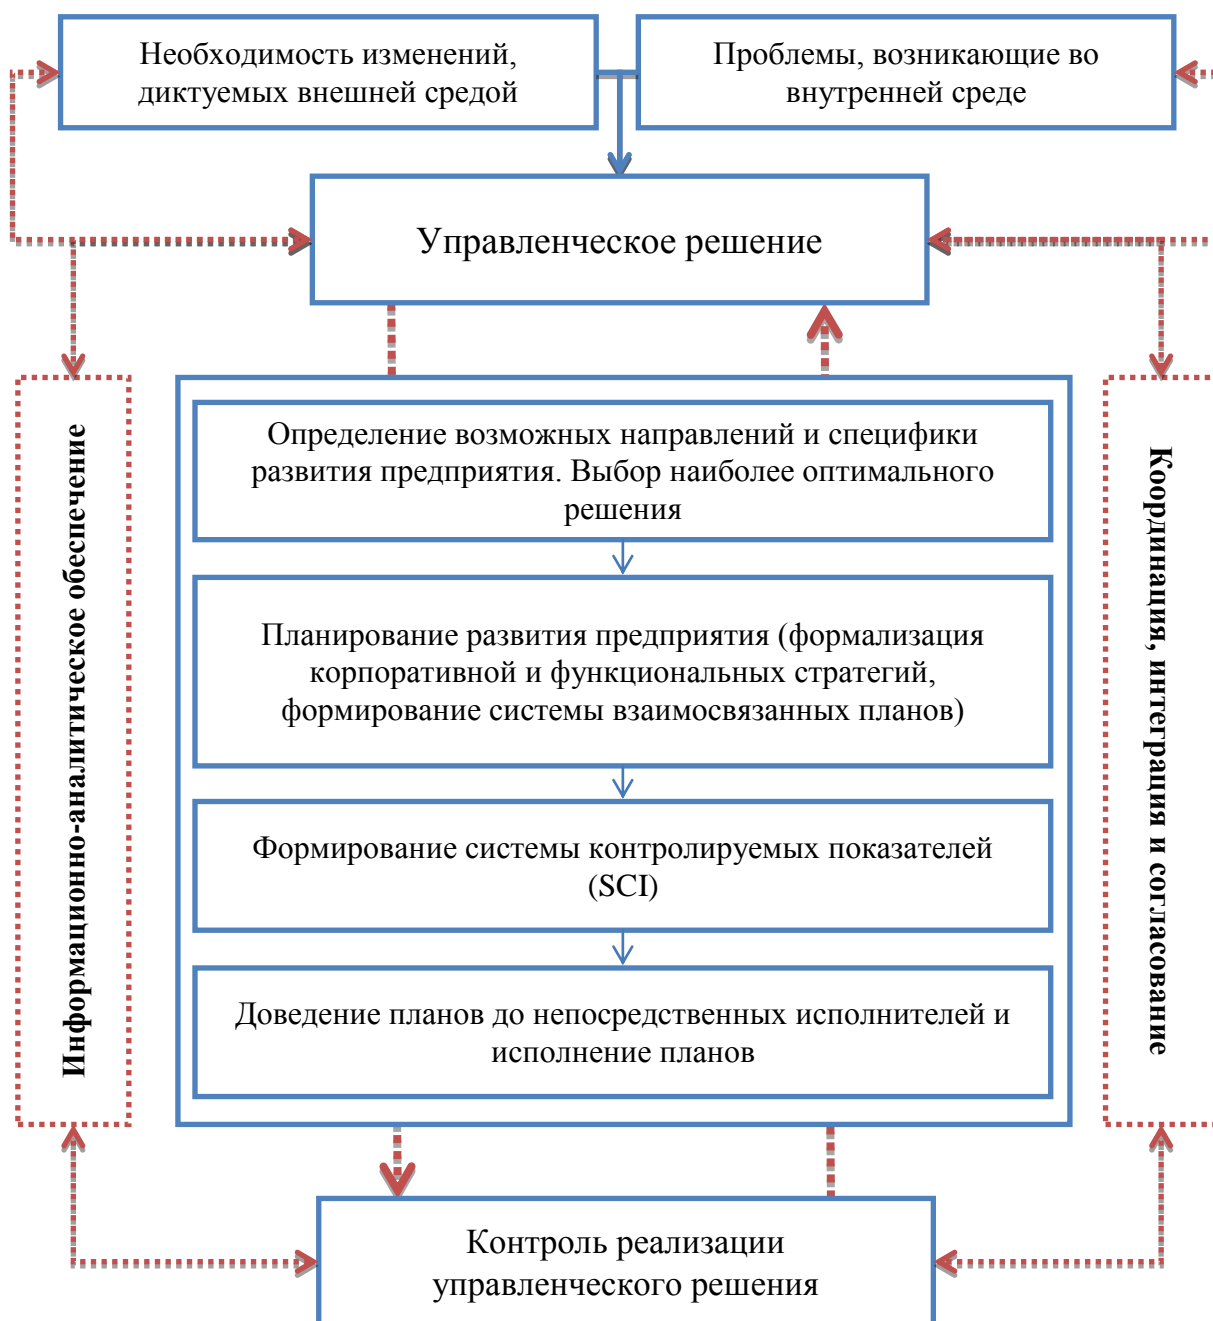 Необходимость изменений,
диктуемых внешней средой
Проблемы, возникающие во
внутренней среде
Управленческое решение
Информационно-аналитическое обеспечение
Определение возможных направлений и специфики
развития предприятия. Выбор наиболее оптимального
решения
Планирование развития предприятия (формализация
корпоративной и функциональных стратегий,
формирование системы взаимосвязанных планов)
Формирование системы контролируемых показателей
(SCI)
Доведение планов до непосредственных исполнителей и
исполнение планов
Координация, интеграция и согласование
Контроль реализации
управленческого решения